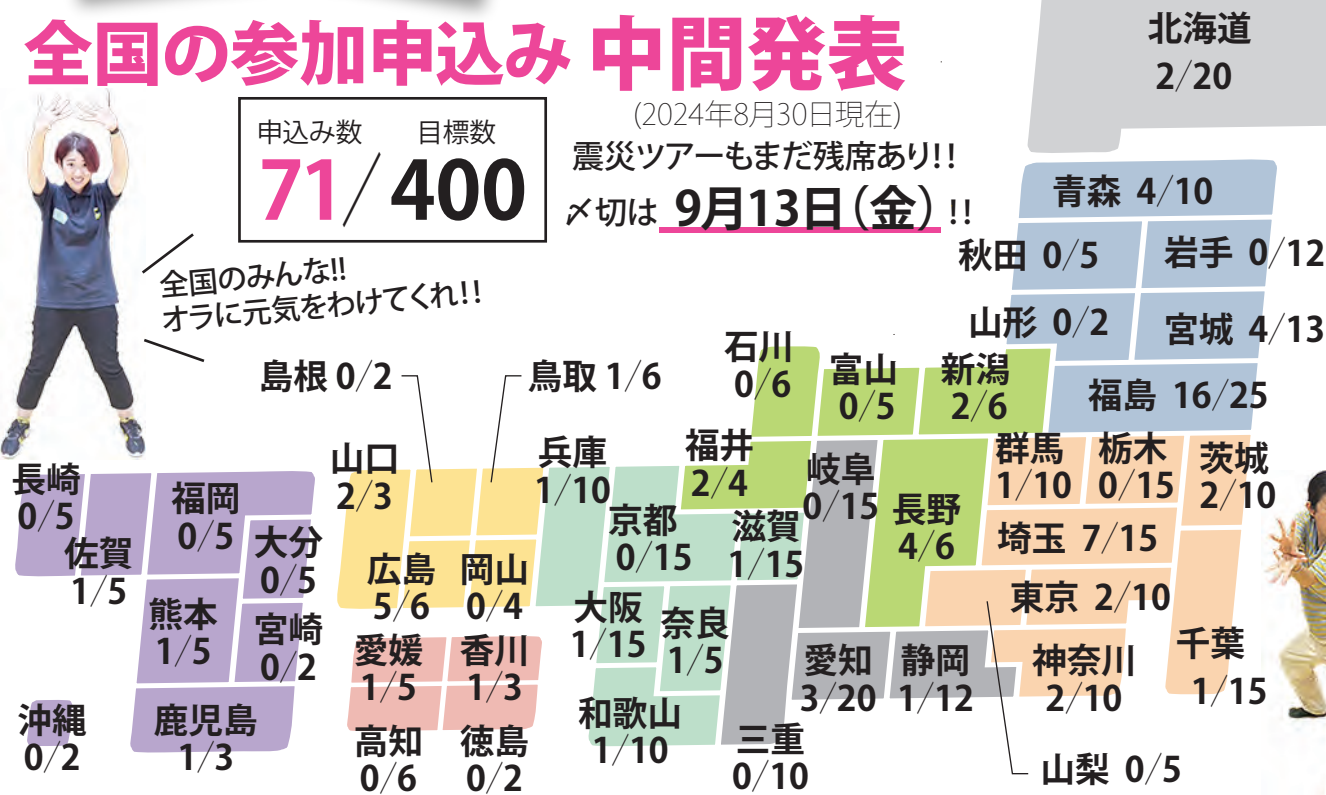 全国の参加申込み 中間発表
(2024年8月30日現在)
申込み数 目標数
71/400
震災ツアーもまだ残席あり!!
〆切は 9月13日(金)!!
全国のみんな!!
オラに元気をわけてくれ!!
北海道
2/20
青森 4/10
秋田 0/5
岩手 0/12
山形 0/2
宮城 4/13
福島 16/25
石川
0/6
富山
0/5
新潟
2/6
福井
2/4
長野
4/6
群馬
1/10
栃木
0/15
茨城
2/10
埼玉 7/15
東京 2/10
神奈川
2/10
千葉
1/15
山梨 0/5
岐阜
0/15
愛知
3/20
静岡
1/12
三重
0/10
兵庫
1/10
京都
0/15
滋賀
1/15
大阪
1/15
奈良
1/5
和歌山
1/10
島根 0/2
鳥取 1/6
山口
2/3
広島
5/6
岡山
0/4
愛媛
1/5
香川
1/3
高知
0/6
徳島
0/2
長崎
0/5
佐賀
1/5
福岡
0/5
大分
0/5
熊本
1/5
宮崎
0/2
鹿児島
1/3
沖縄
0/2